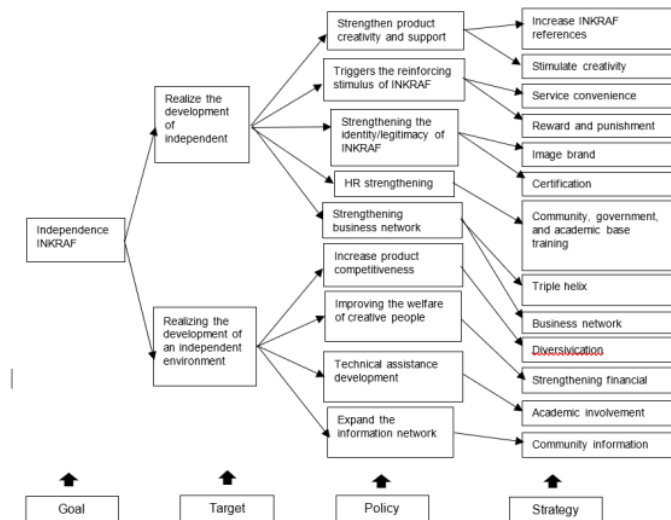 Independence
INKRAF
Realize the
development
of
independent
Realizing the
development of
an independent
environment
Strengthen product
creativity and support
Triggers the reinforcing
stimulus of INKRAF
Strengthening the
identity/legitimacy of
INKRAF
HR strengthening
Strengthening
business network
Increase product
competitiveness
Improving the welfare
of creative people
Technical assistance
development
Expand the
information network
Increase INKRAF
references
Stimulate creativity
Service convenience
Reward and punishment
Image brand
Certification
Community, government,
and academic base
training
Triple helix
Business network
Diversivication
Strengthening financial
Academic involvement
Community information
Goal
Target
Policy
Strategy